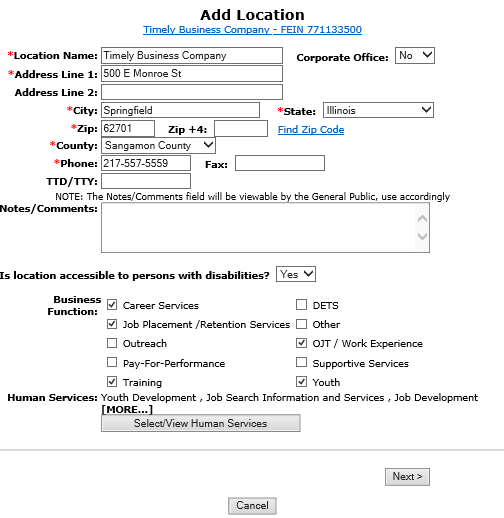 Add Location
Timely Business Company - FEIN 771133500
*Location Name: Timely Business Company Corporate Office: No
*Address Line 1: 500 E Monroe St
Address Line 2:
*City: Springfield *State: Illinois
*Zip: 62701 Zip +4: Find Zip Code
*County: Sangamon County
*Phone: 217-557-5559 Fax:
TTD/TTY:
NOTE: The Notes/Comments field will be viewable by the General Public, use accordingly
Notes/Comments:
Is location accessible to persons with disabilities? Yes
Business Function:
Career Services DETS
Job Placement /Retention Services Other
Outreach OJT / Work Experience
Pay-For-Performance Supportive Services
Training Youth
Human Services: Youth Development , Job Search Information and Services , Job Development
[MORE...]
Select/View Human Services
Next >
Cancel